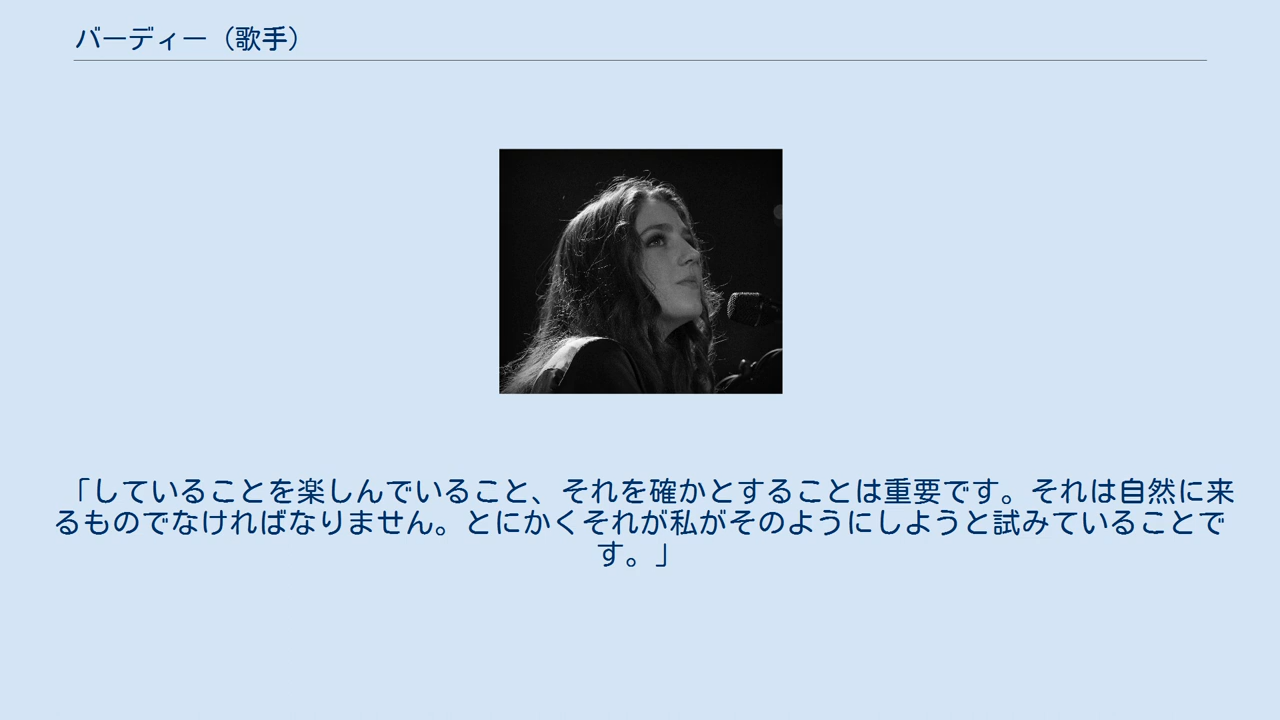 バーディー（歌手）
「していることを楽しんでいること、それを確かとすることは重要です。それは自然に来
るものでなければなりません。とにかくそれが私がそのようにしようと試みていることで
す。」